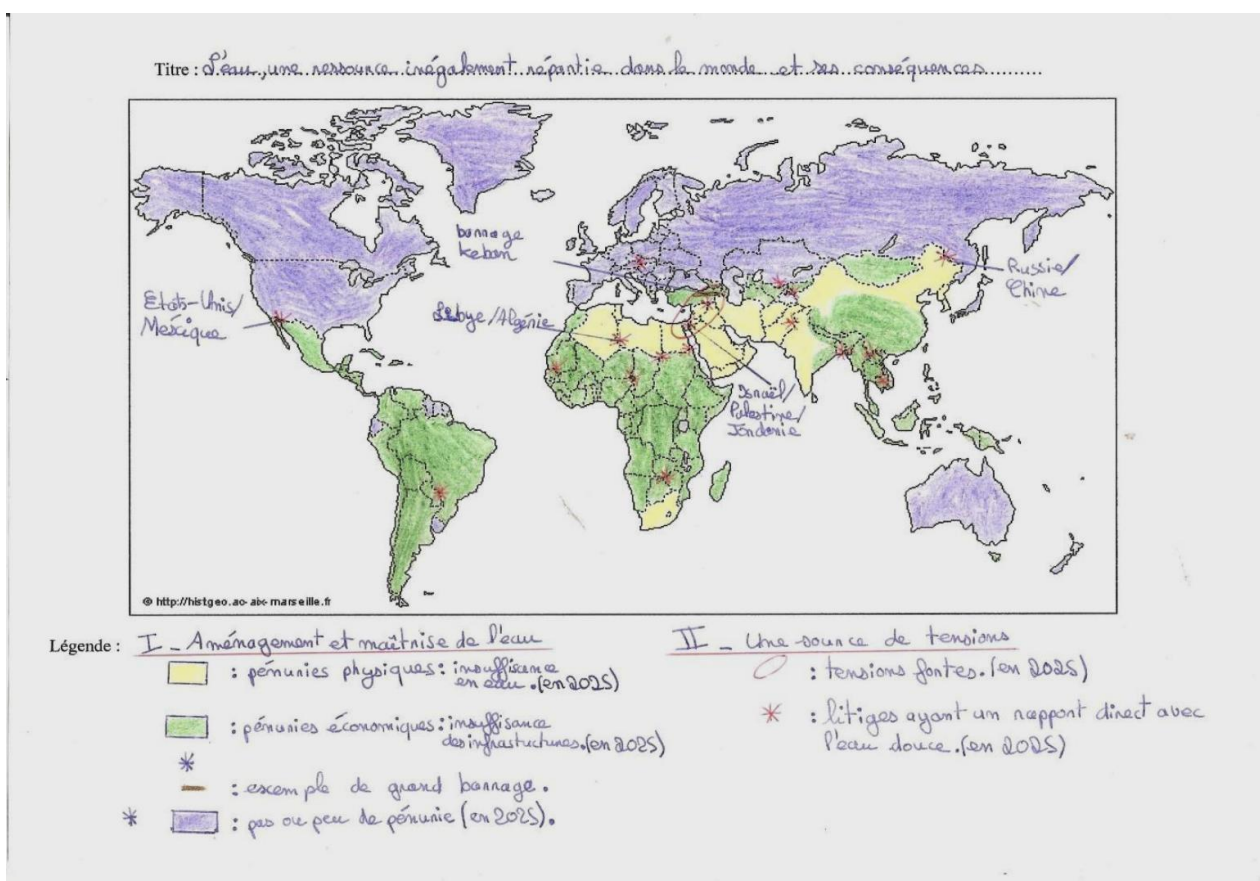 Titre : L'eau, une ressource inégalement répartie dans le monde et ses conséquences
barrage
Keban
Russie/
Chine
Etats-Unis/
Mexique
Libye/Algérie
Israël/
Palestine/
Jordanie
© http://histgeo.ac-aix-marseille.fr
Légende : I - Aménagement et maîtrise de l'eau
: pénuries physiques : insuffisance
en eau. (en 2025)
: pénuries économiques : insuffisance
des infrastuctures. (en 2025)
: exemple de grand barrage.
: pas ou peu de pénurie (en 2025).
II - Une source de tensions
: tensions fortes. (en 2025)
: litiges ayant un rapport direct avec
l'eau douce. (en 2025)